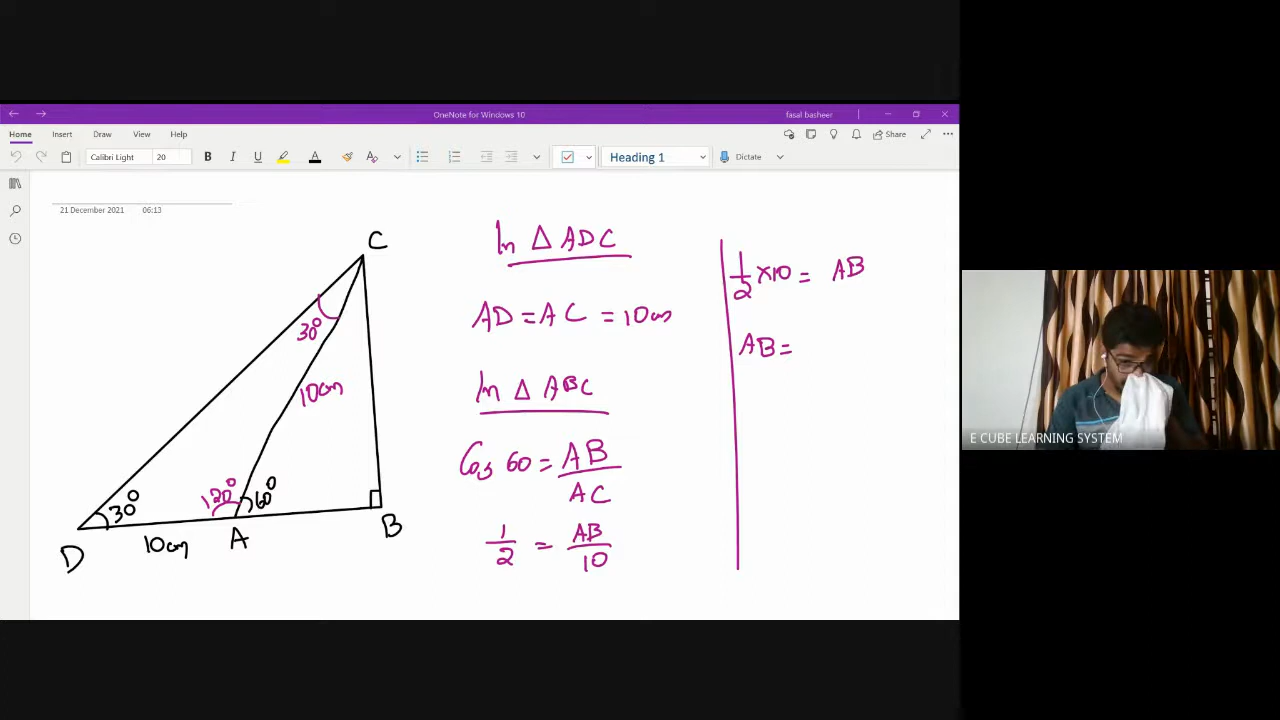 OneNote for Windows 10
fasal basheer
Home Insert Draw View Help
Share
Calibri Light 20 B I U A Heading 1 Dictate
21 December 2021 06:13
C
30°
10cm
120° 60°
30°
D 10cm A B
In Δ ADC
AD = AC = 10cm
In Δ ABC
Cos 60 = AB/AC
1/2 = AB/10
1/2 ×10 = AB
AB =
E CUBE LEARNING SYSTEM